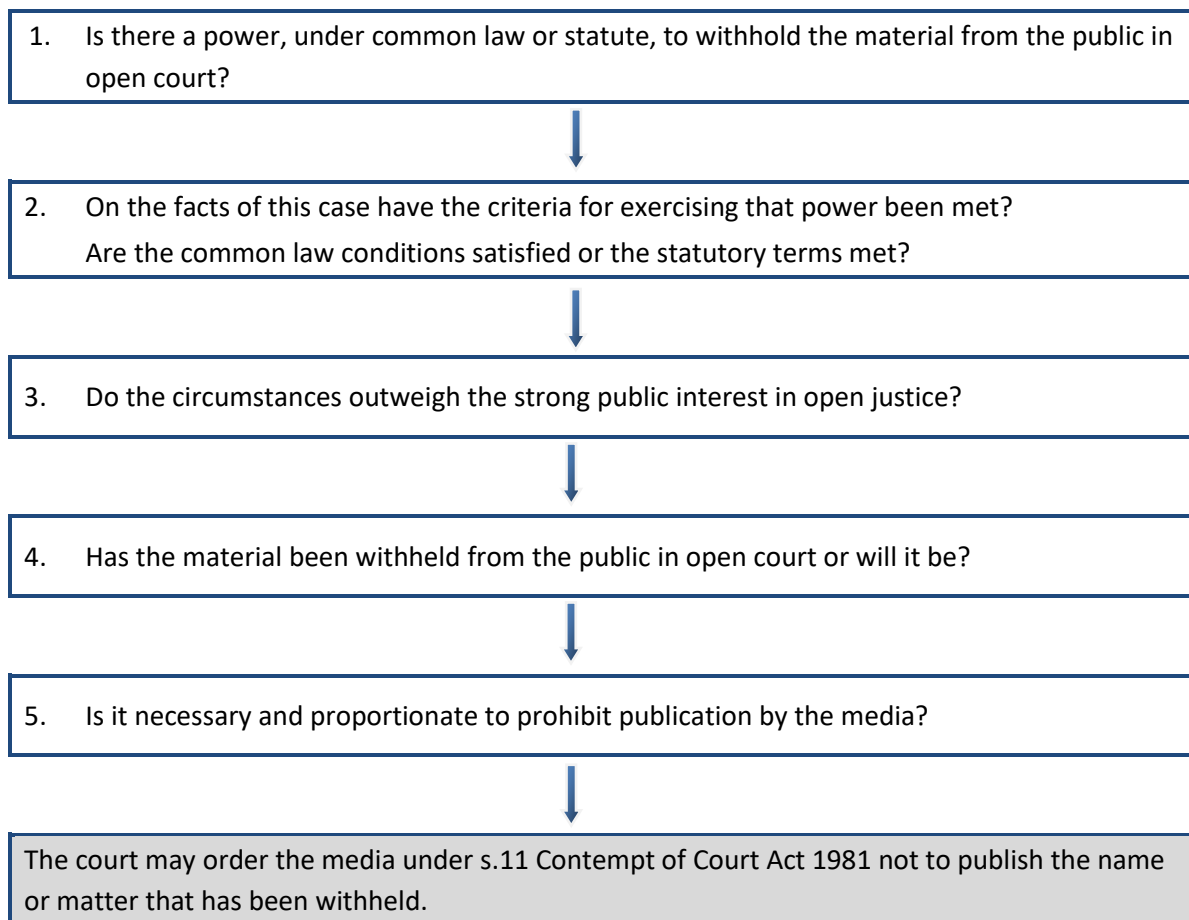 1. Is there a power, under common law or statute, to withhold the material from the public in
open court?
2. On the facts of this case have the criteria for exercising that power been met?
Are the common law conditions satisfied or the statutory terms met?
3. Do the circumstances outweigh the strong public interest in open justice?
4. Has the material been withheld from the public in open court or will it be?
5. Is it necessary and proportionate to prohibit publication by the media?
The court may order the media under s.11 Contempt of Court Act 1981 not to publish the name
or matter that has been withheld.